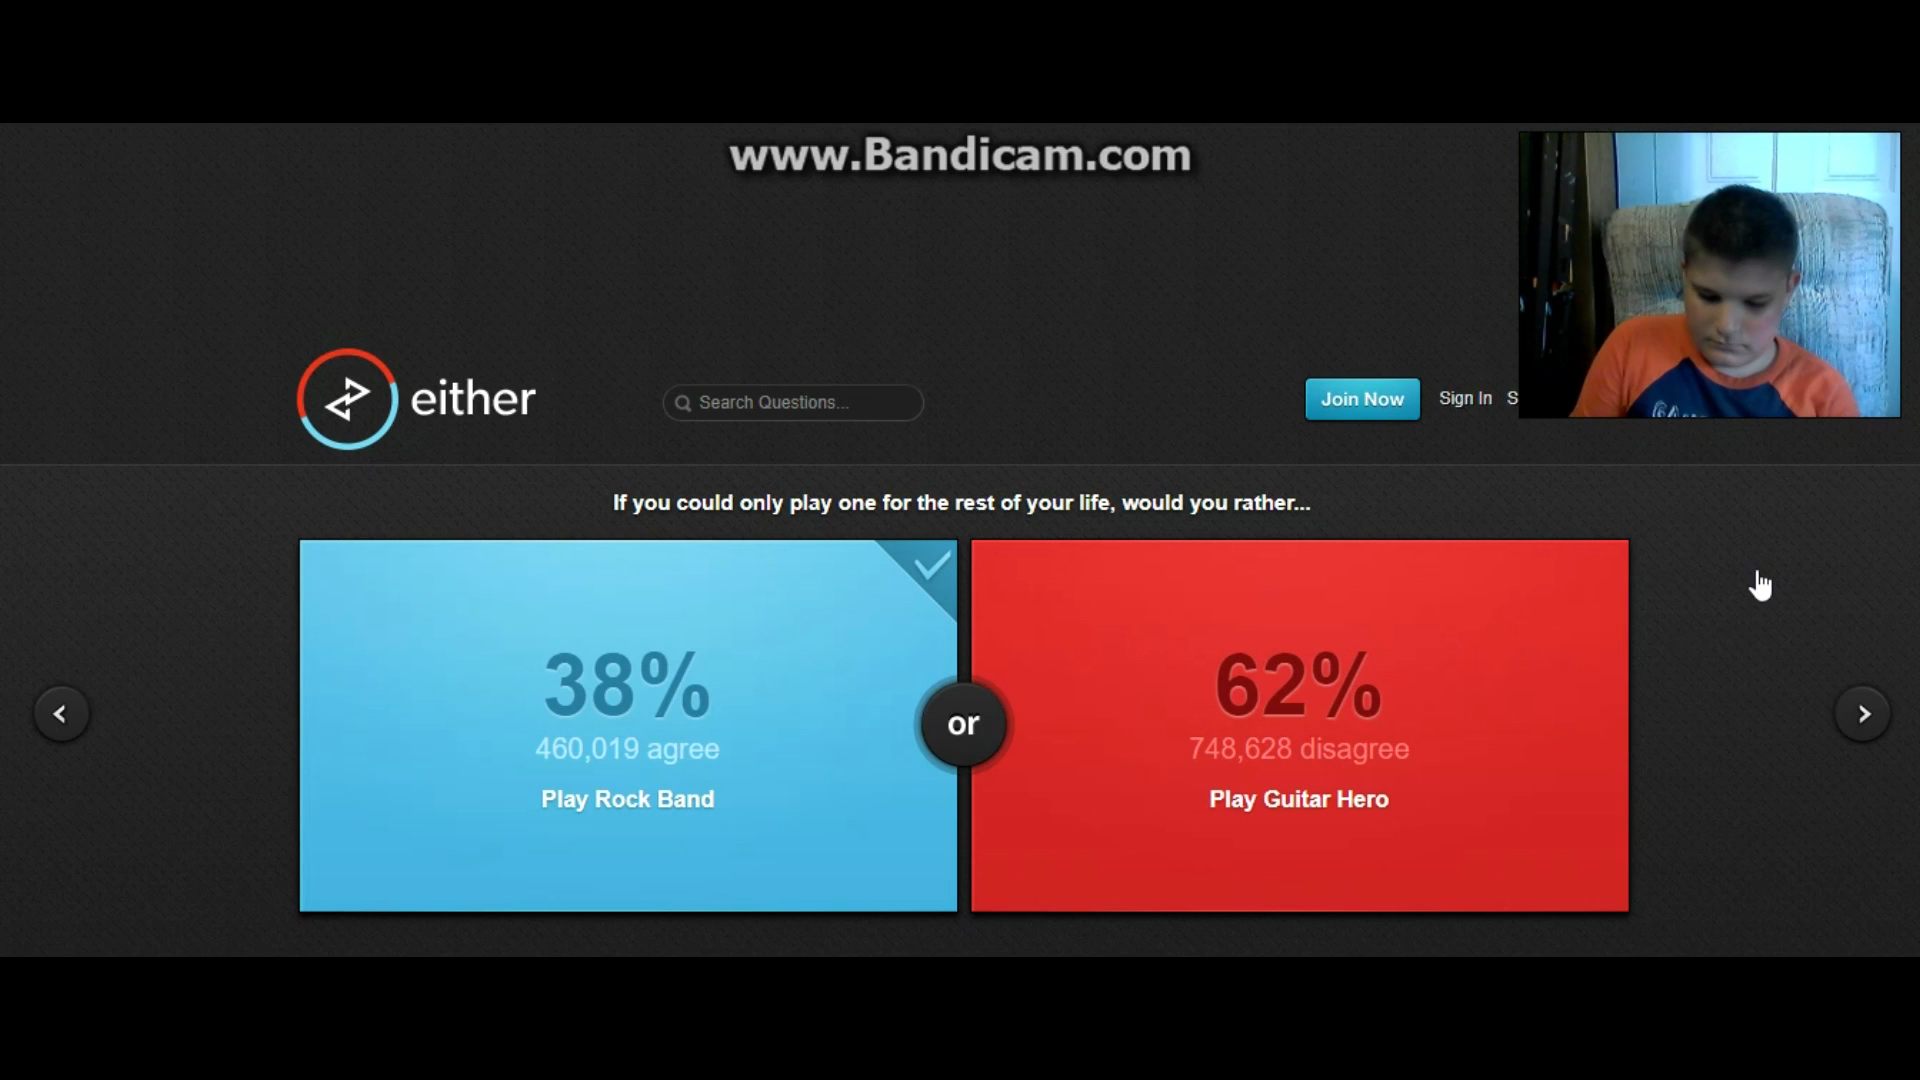 www.Bandicam.com
either
Search Questions...
Join Now
Sign In
S
If you could only play one for the rest of your life, would you rather...
38%
460,019 agree
Play Rock Band
or
62%
748,628 disagree
Play Guitar Hero